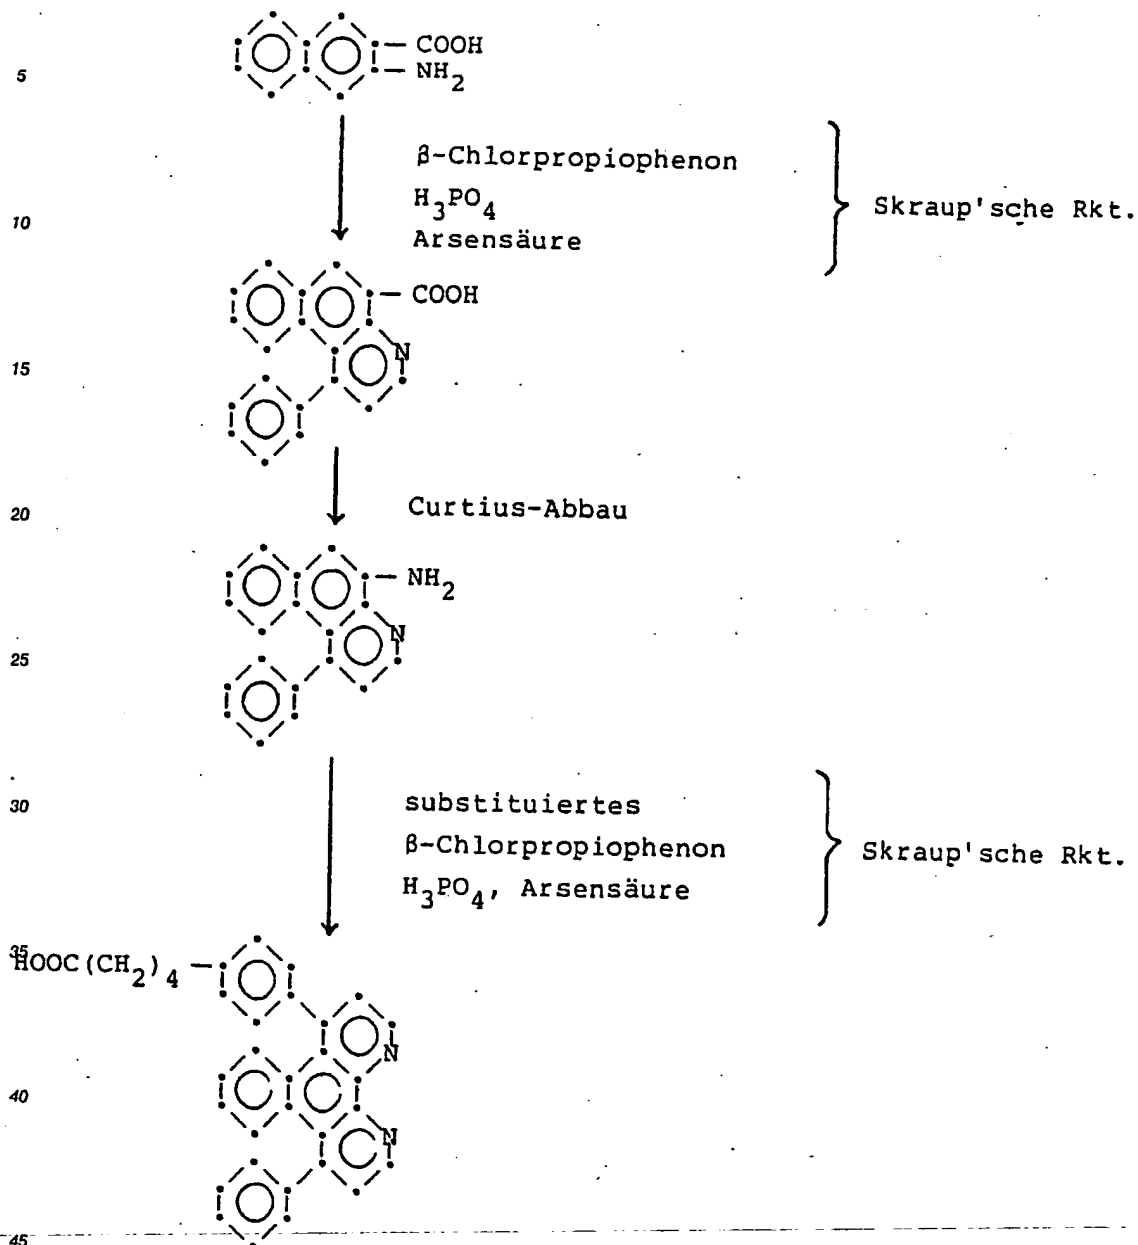 COOH
5
NH2
β-Chlorpropiophenon
H3PO4
Skraup'sche Rkt.
10
Arsensäure
COOH
N
15
Curtius-Abbau
20
NH2
N
25
30
substituiertes
β-Chlorpropiophenon
Skraup'sche Rkt.
H3PO4, Arsensäure
35
HOOC(CH2)4
N
40
N
45